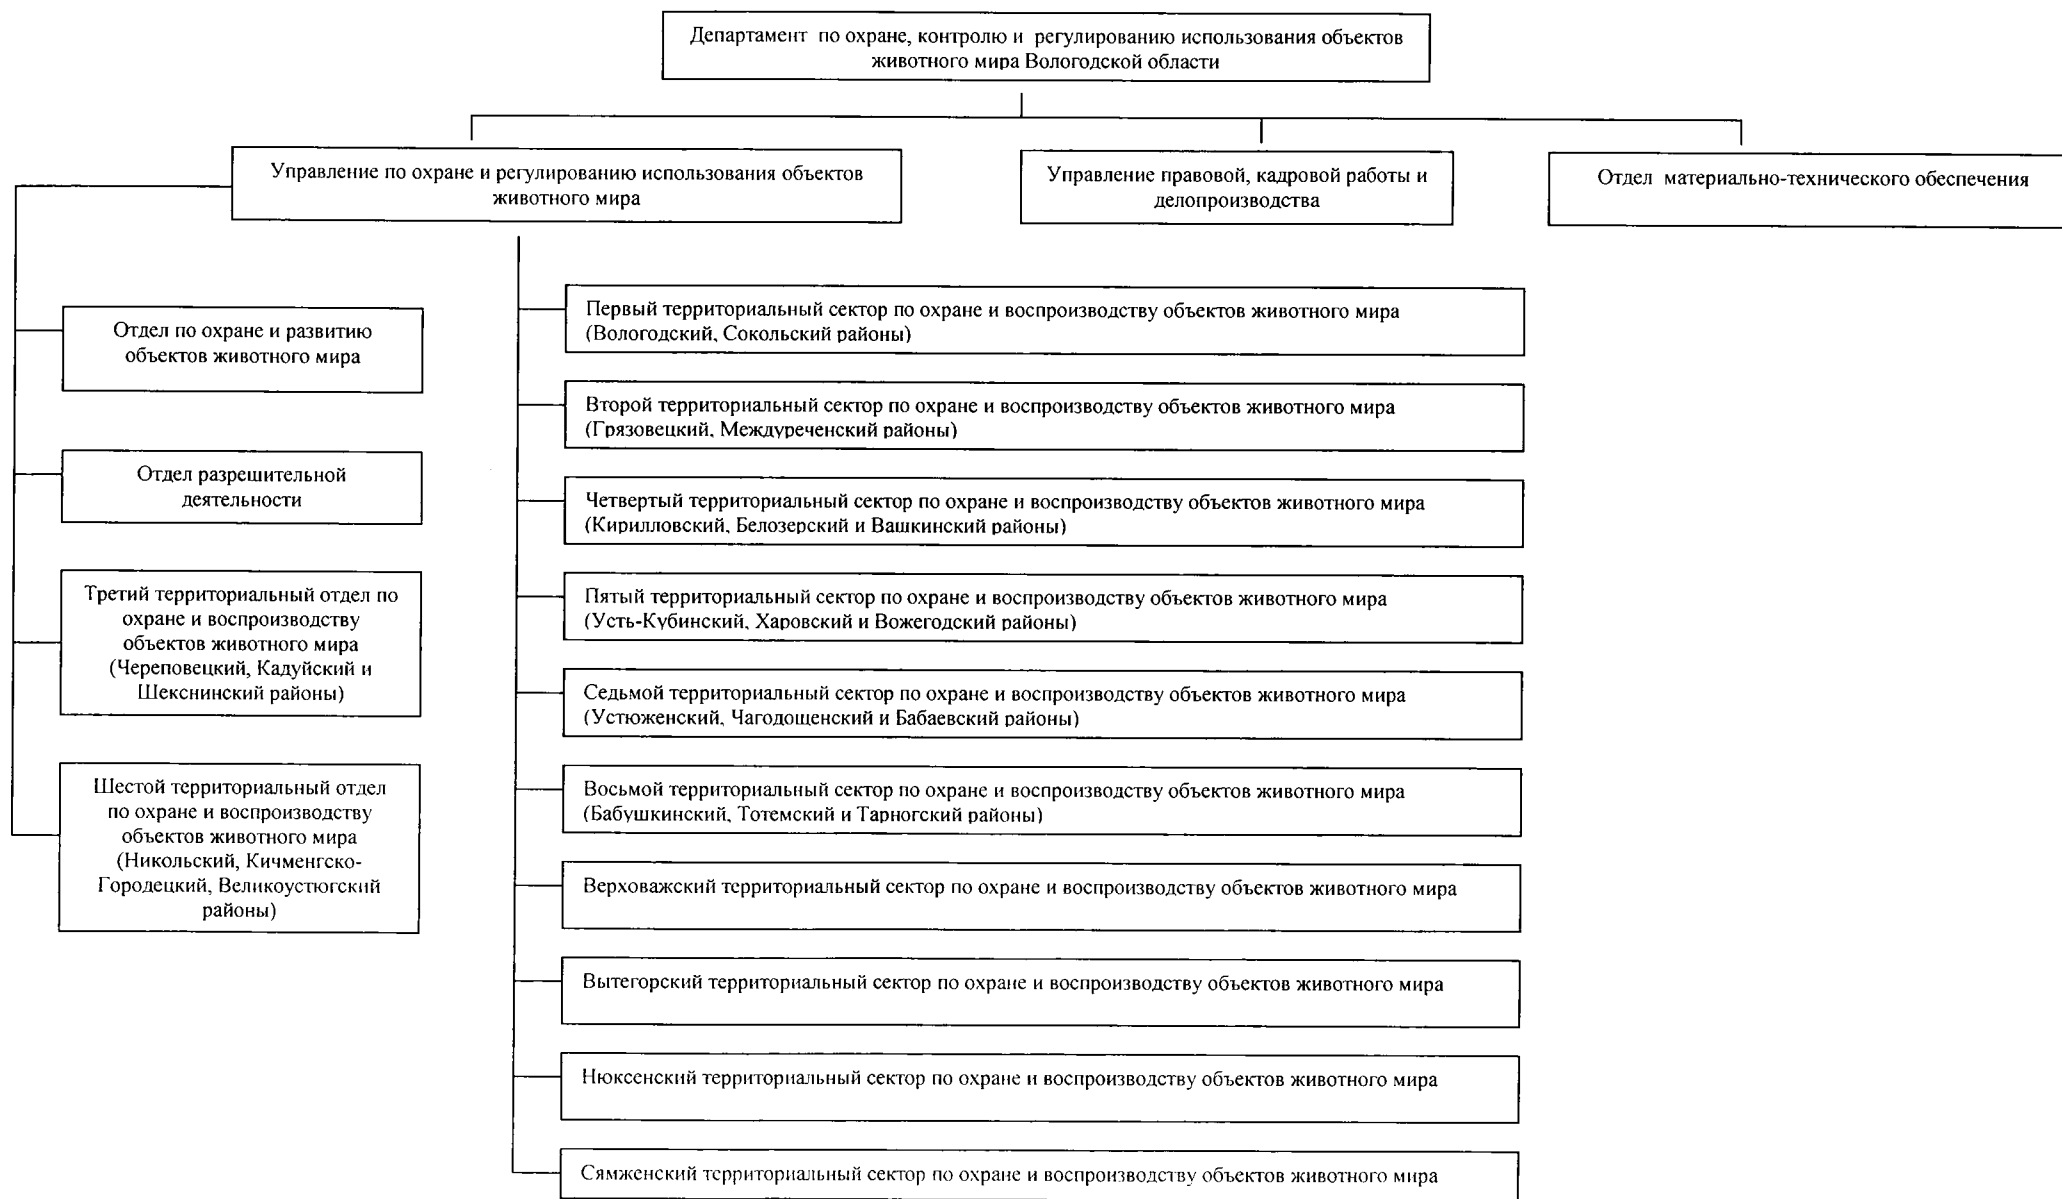 Департамент по охране, контролю и регулированию использования объектов
животного мира Вологодской области
Управление по охране и регулированию использования объектов
животного мира
Управление правовой, кадровой работы и
делопроизводства
Отдел материально-технического обеспечения
Отдел по охране и развитию
объектов животного мира
Отдел разрешительной
деятельности
Третий территориальный отдел по
охране и воспроизводству
объектов животного мира
(Череповецкий, Кадуйский и
Шекснинский районы)
Шестой территориальный отдел
по охране и воспроизводству
объектов животного мира
(Никольский, Кичменгско-
Городецкий, Великоустюгский
районы)
Первый территориальный сектор по охране и воспроизводству объектов животного мира
(Вологодский, Сокольский районы)
Второй территориальный сектор по охране и воспроизводству объектов животного мира
(Грязовецкий, Междуреченский районы)
Четвертый территориальный сектор по охране и воспроизводству объектов животного мира
(Кирилловский, Белозерский и Вашкинский районы)
Пятый территориальный сектор по охране и воспроизводству объектов животного мира
(Усть-Кубинский, Харовский и Вожегодский районы)
Седьмой территориальный сектор по охране и воспроизводству объектов животного мира
(Устюженский, Чагодощенский и Бабаевский районы)
Восьмой территориальный сектор по охране и воспроизводству объектов животного мира
(Бабушкинский, Тотемский и Тарногский районы)
Верховажский территориальный сектор по охране и воспроизводству объектов животного мира
Вытегорский территориальный сектор по охране и воспроизводству объектов животного мира
Нюксенский территориальный сектор по охране и воспроизводству объектов животного мира
Сямженский территориальный сектор по охране и воспроизводству объектов животного мира